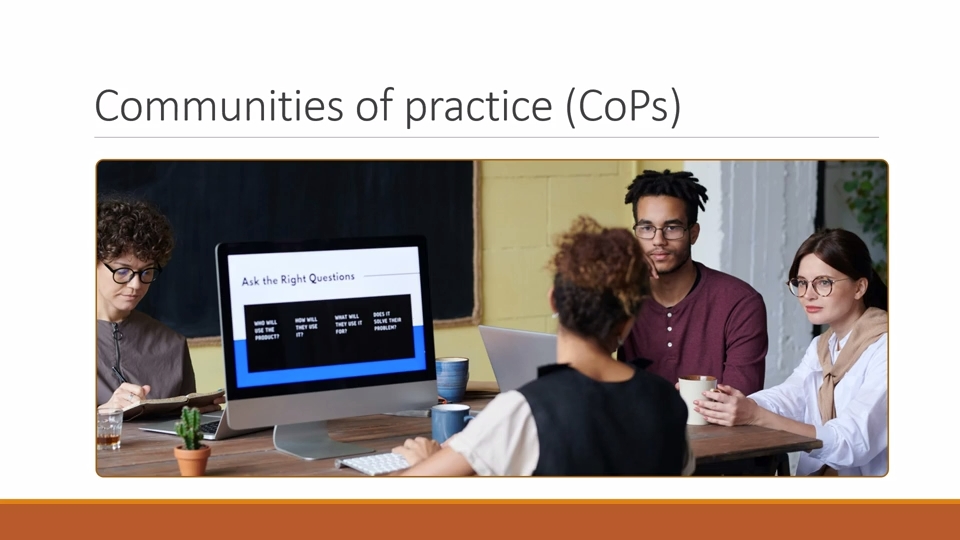 Communities of practice (CoPs)
Ask the Right Questions
WHO WILL
USE THE
PRODUCT?
HOW WILL
THEY USE
IT?
WHAT WILL
THEY USE IT
FOR?
DOES IT
SOLVE THEIR
PROBLEM?